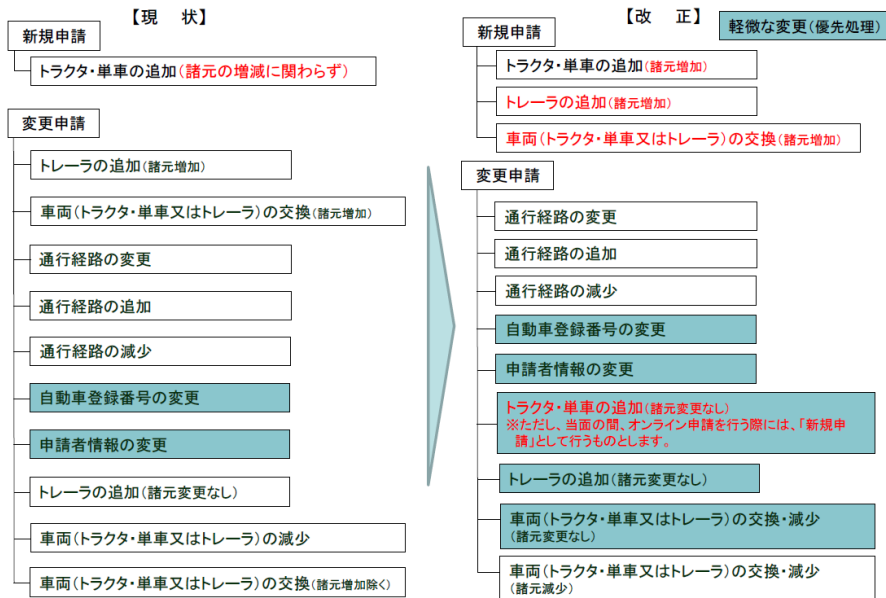 【現　状】
新規申請
トラクタ・単車の追加(諸元の増減に関わらず)
変更申請
トレーラの追加(諸元増加)
車両(トラクタ・単車又はトレーラ)の交換(諸元増加)
通行経路の変更
通行経路の追加
通行経路の減少
自動車登録番号の変更
申請者情報の変更
トレーラの追加(諸元変更なし)
車両(トラクタ・単車又はトレーラ)の減少
車両(トラクタ・単車又はトレーラ)の交換(諸元増加除く)
【改　正】
軽微な変更(優先処理)
新規申請
トラクタ・単車の追加(諸元増加)
トレーラの追加(諸元増加)
車両(トラクタ・単車又はトレーラ)の交換(諸元増加)
変更申請
通行経路の変更
通行経路の追加
通行経路の減少
自動車登録番号の変更
申請者情報の変更
トラクタ・単車の追加(諸元変更なし)
※ただし、当面の間、オンライン申請を行う際には、「新規申
請」として行うものとします。
トレーラの追加(諸元変更なし)
車両(トラクタ・単車又はトレーラ)の交換・減少
(諸元変更なし)
車両(トラクタ・単車又はトレーラ)の交換・減少
(諸元減少)